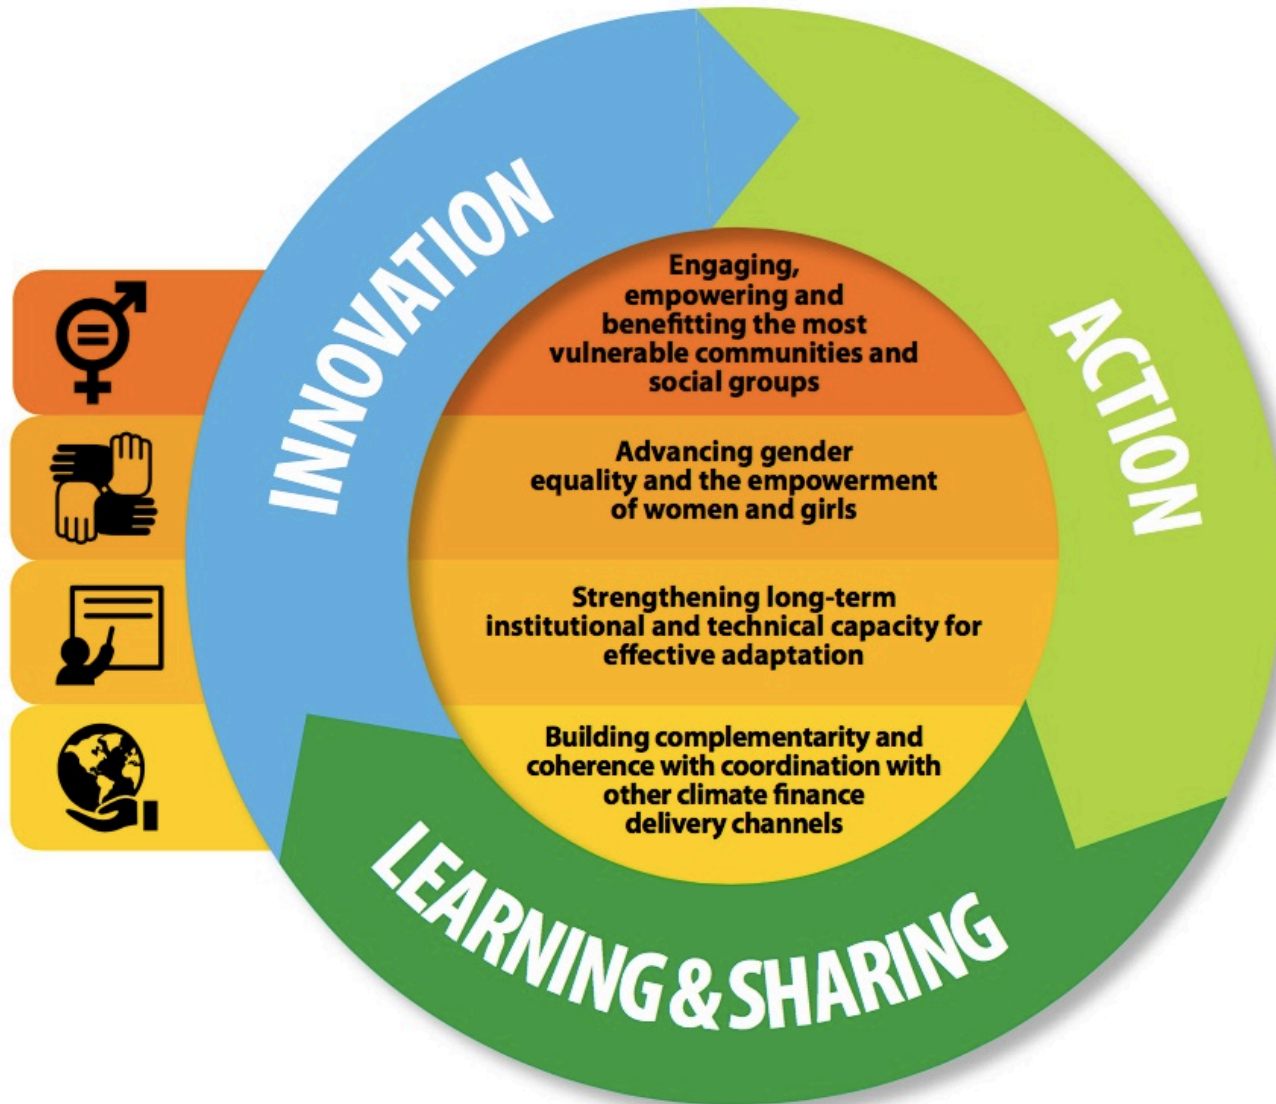 INNOVATION
ACTION
Engaging,
empowering and
benefitting the most
vulnerable communities and
social groups
Advancing gender
equality and the empowerment
of women and girls
Strengthening long-term
institutional and technical capacity for
effective adaptation
Building complementarity and
coherence with coordination with
other climate finance
delivery channels
LEARNING & SHARING